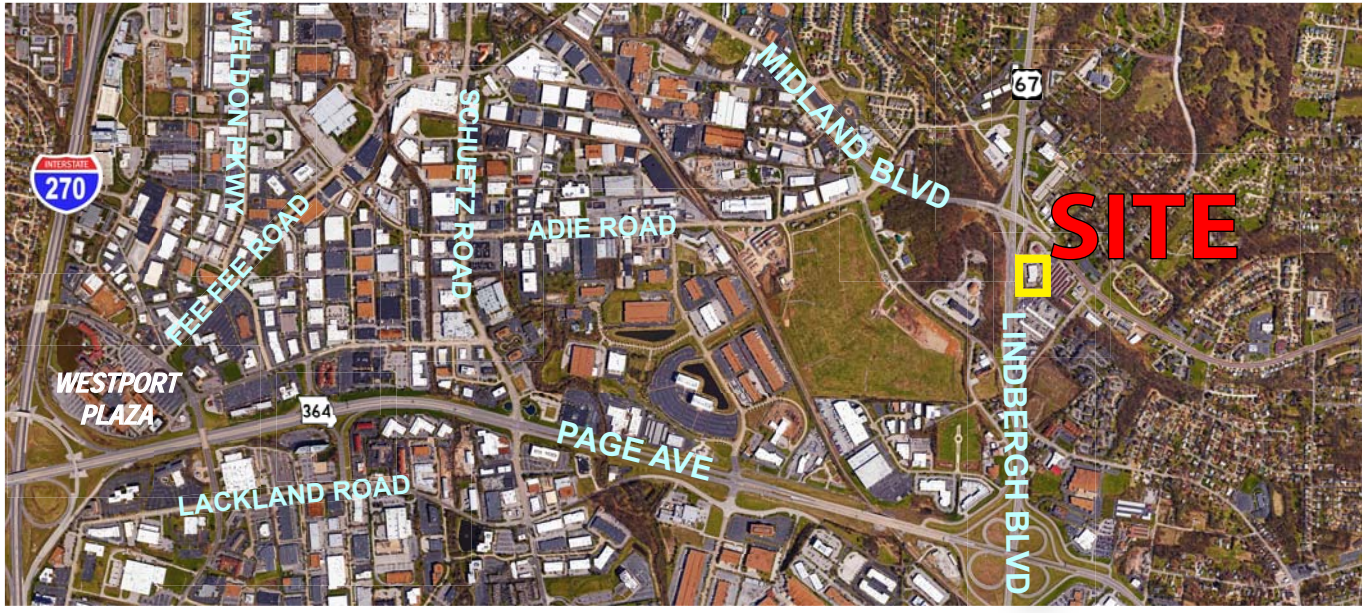 WELDON PKWY
SCHUETZ ROAD
MIDLAND BLVD
67
INTERSTATE
270
SITE
FEE FEE ROAD
ADIE ROAD
LINDBERGH BLVD
WESTPORT
PLAZA
364
PAGE AVE
LACKLAND ROAD